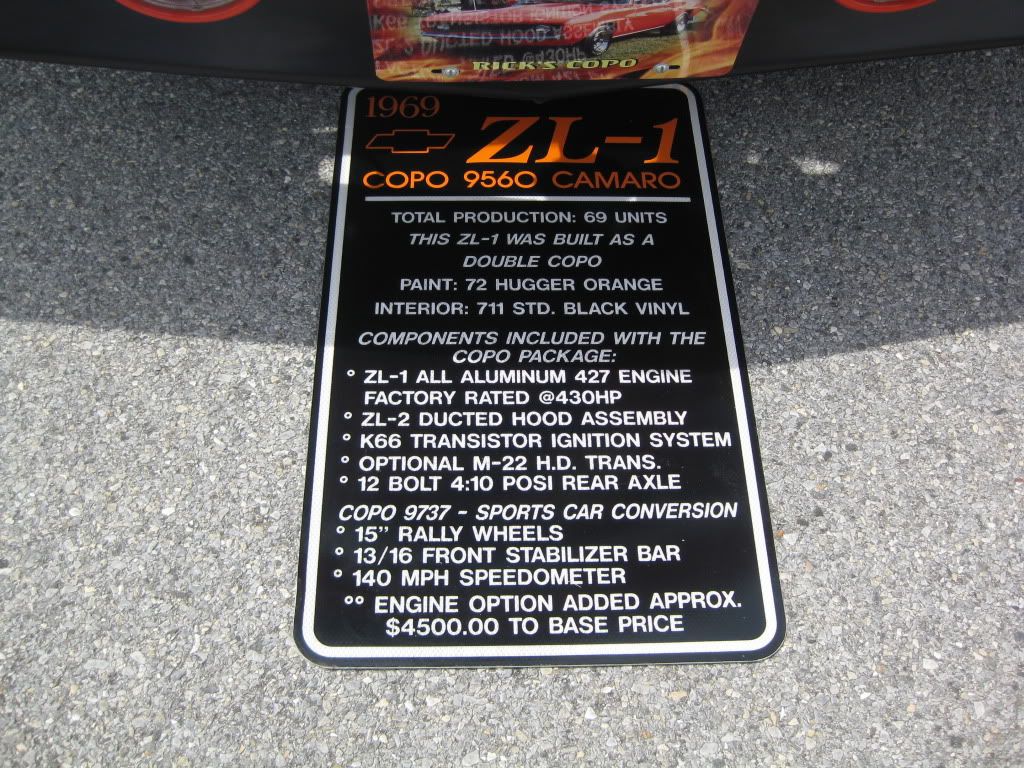 RICK'S COPO
1969
ZL-1
COPO 9560 CAMARO
TOTAL PRODUCTION: 69 UNITS
THIS ZL-1 WAS BUILT AS A
DOUBLE COPO
PAINT: 72 HUGGER ORANGE
INTERIOR: 711 STD. BLACK VINYL
COMPONENTS INCLUDED WITH THE
COPO PACKAGE:
° ZL-1 ALL ALUMINUM 427 ENGINE
FACTORY RATED @430HP
° ZL-2 DUCTED HOOD ASSEMBLY
° K66 TRANSISTOR IGNITION SYSTEM
° OPTIONAL M-22 H.D. TRANS.
° 12 BOLT 4:10 POSI REAR AXLE
COPO 9737 - SPORTS CAR CONVERSION
° 15" RALLY WHEELS
° 13/16 FRONT STABILIZER BAR
° 140 MPH SPEEDOMETER
°° ENGINE OPTION ADDED APPROX.
$4500.00 TO BASE PRICE